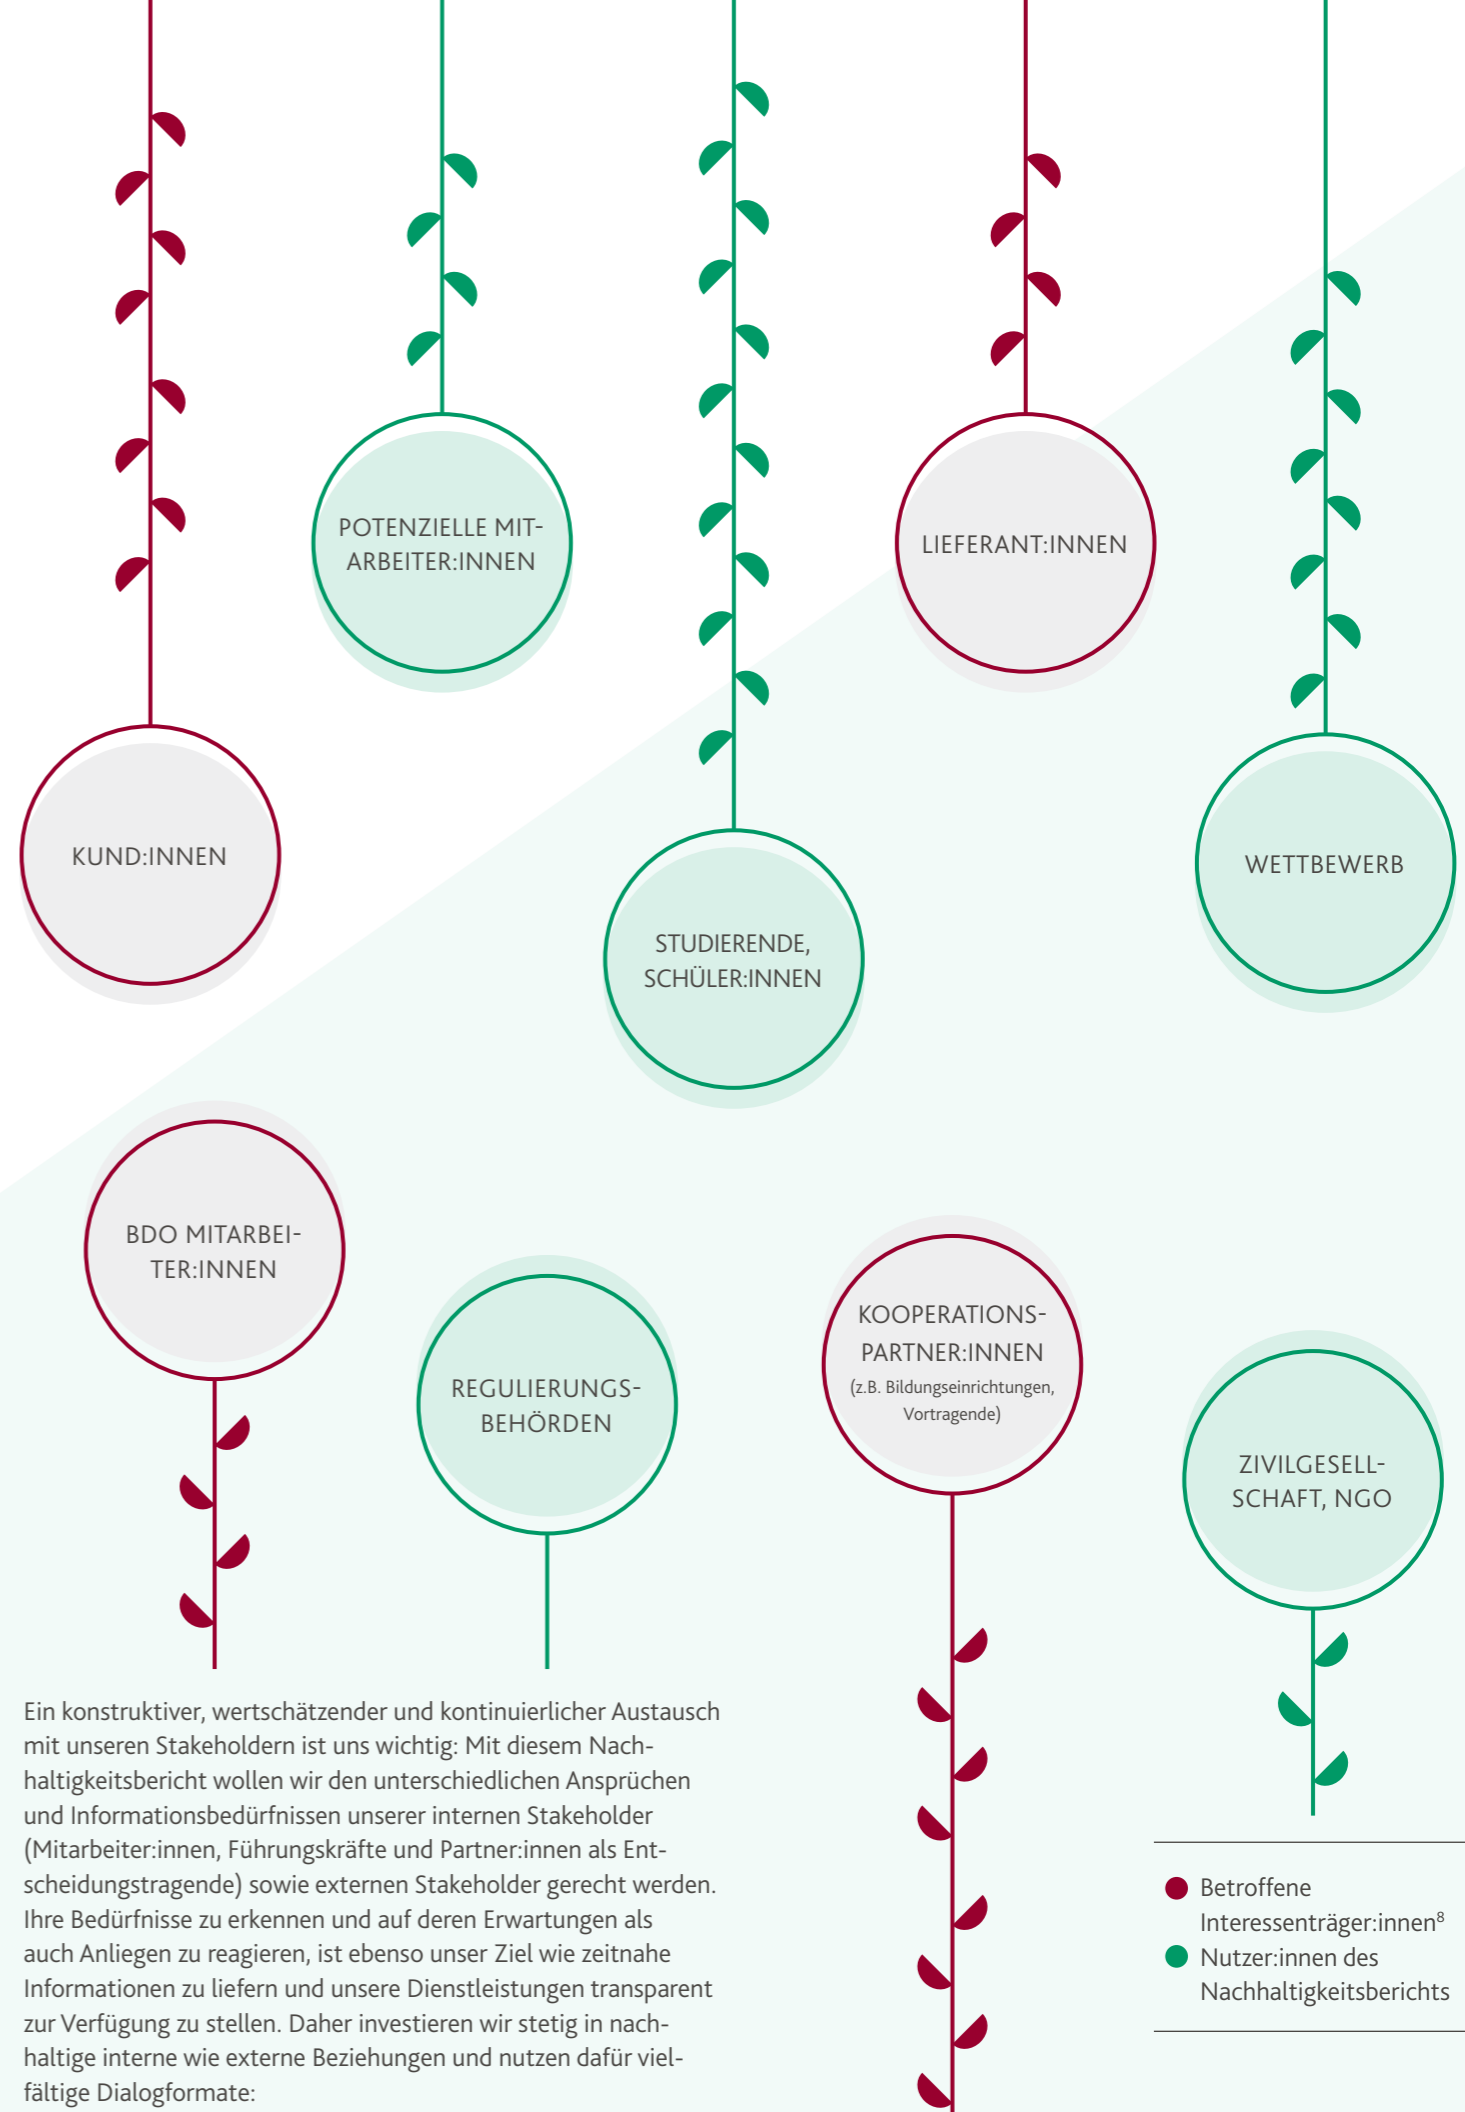 POTENZIELLE MIT-
ARBEITER:INNEN
LIEFERANT:INNEN
KUND:INNEN
WETTBEWERB
STUDIERENDE,
SCHÜLER:INNEN
BDO MITARBEI-
TER:INNEN
REGULIERUNGS-
BEHÖRDEN
KOOPERATIONS-
PARTNER:INNEN
(z.B. Bildungseinrichtungen,
Vortragende)
ZIVILGESELL-
SCHAFT, NGO
Ein konstruktiver, wertschätzender und kontinuierlicher Austausch
mit unseren Stakeholdern ist uns wichtig: Mit diesem Nach-
haltigkeitsbericht wollen wir den unterschiedlichen Ansprüchen
und Informationsbedürfnissen unserer internen Stakeholder
(Mitarbeiter:innen, Führungskräfte und Partner:innen als Ent-
scheidungstragende) sowie externen Stakeholder gerecht werden.
Ihre Bedürfnisse zu erkennen und auf deren Erwartungen als
auch Anliegen zu reagieren, ist ebenso unser Ziel wie zeitnahe
Informationen zu liefern und unsere Dienstleistungen transparent
zur Verfügung zu stellen. Daher investieren wir stetig in nach-
haltige interne wie externe Beziehungen und nutzen dafür viel-
fältige Dialogformate:
Betroffene
Interessenträger:innen⁸
Nutzer:innen des
Nachhaltigkeitsberichts